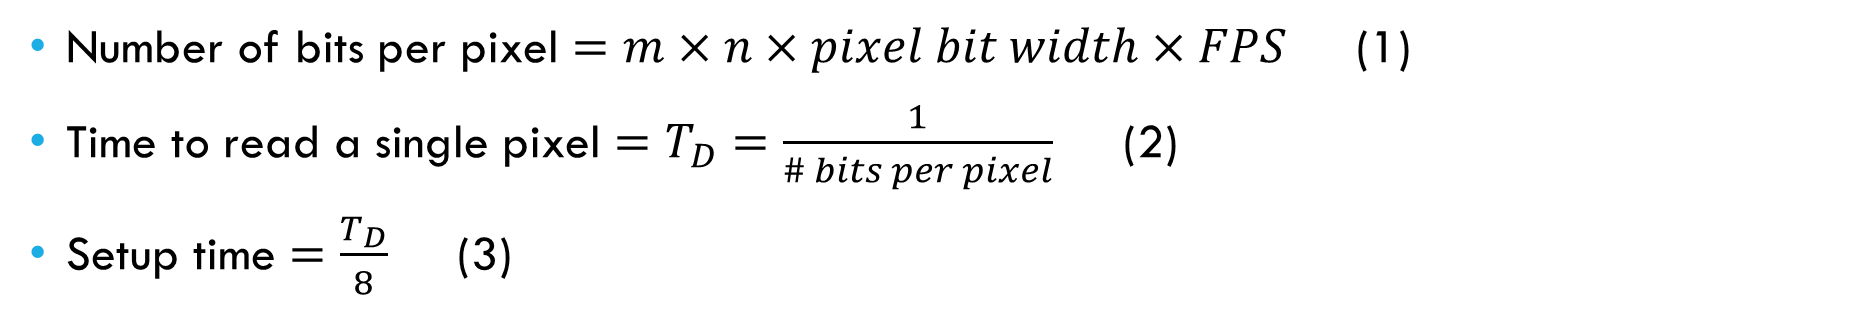 • Number of bits per pixel = m × n × pixel bit width × FPS (1)
• Time to read a single pixel = T_D = 1 / # bits per pixel (2)
• Setup time = T_D / 8 (3)